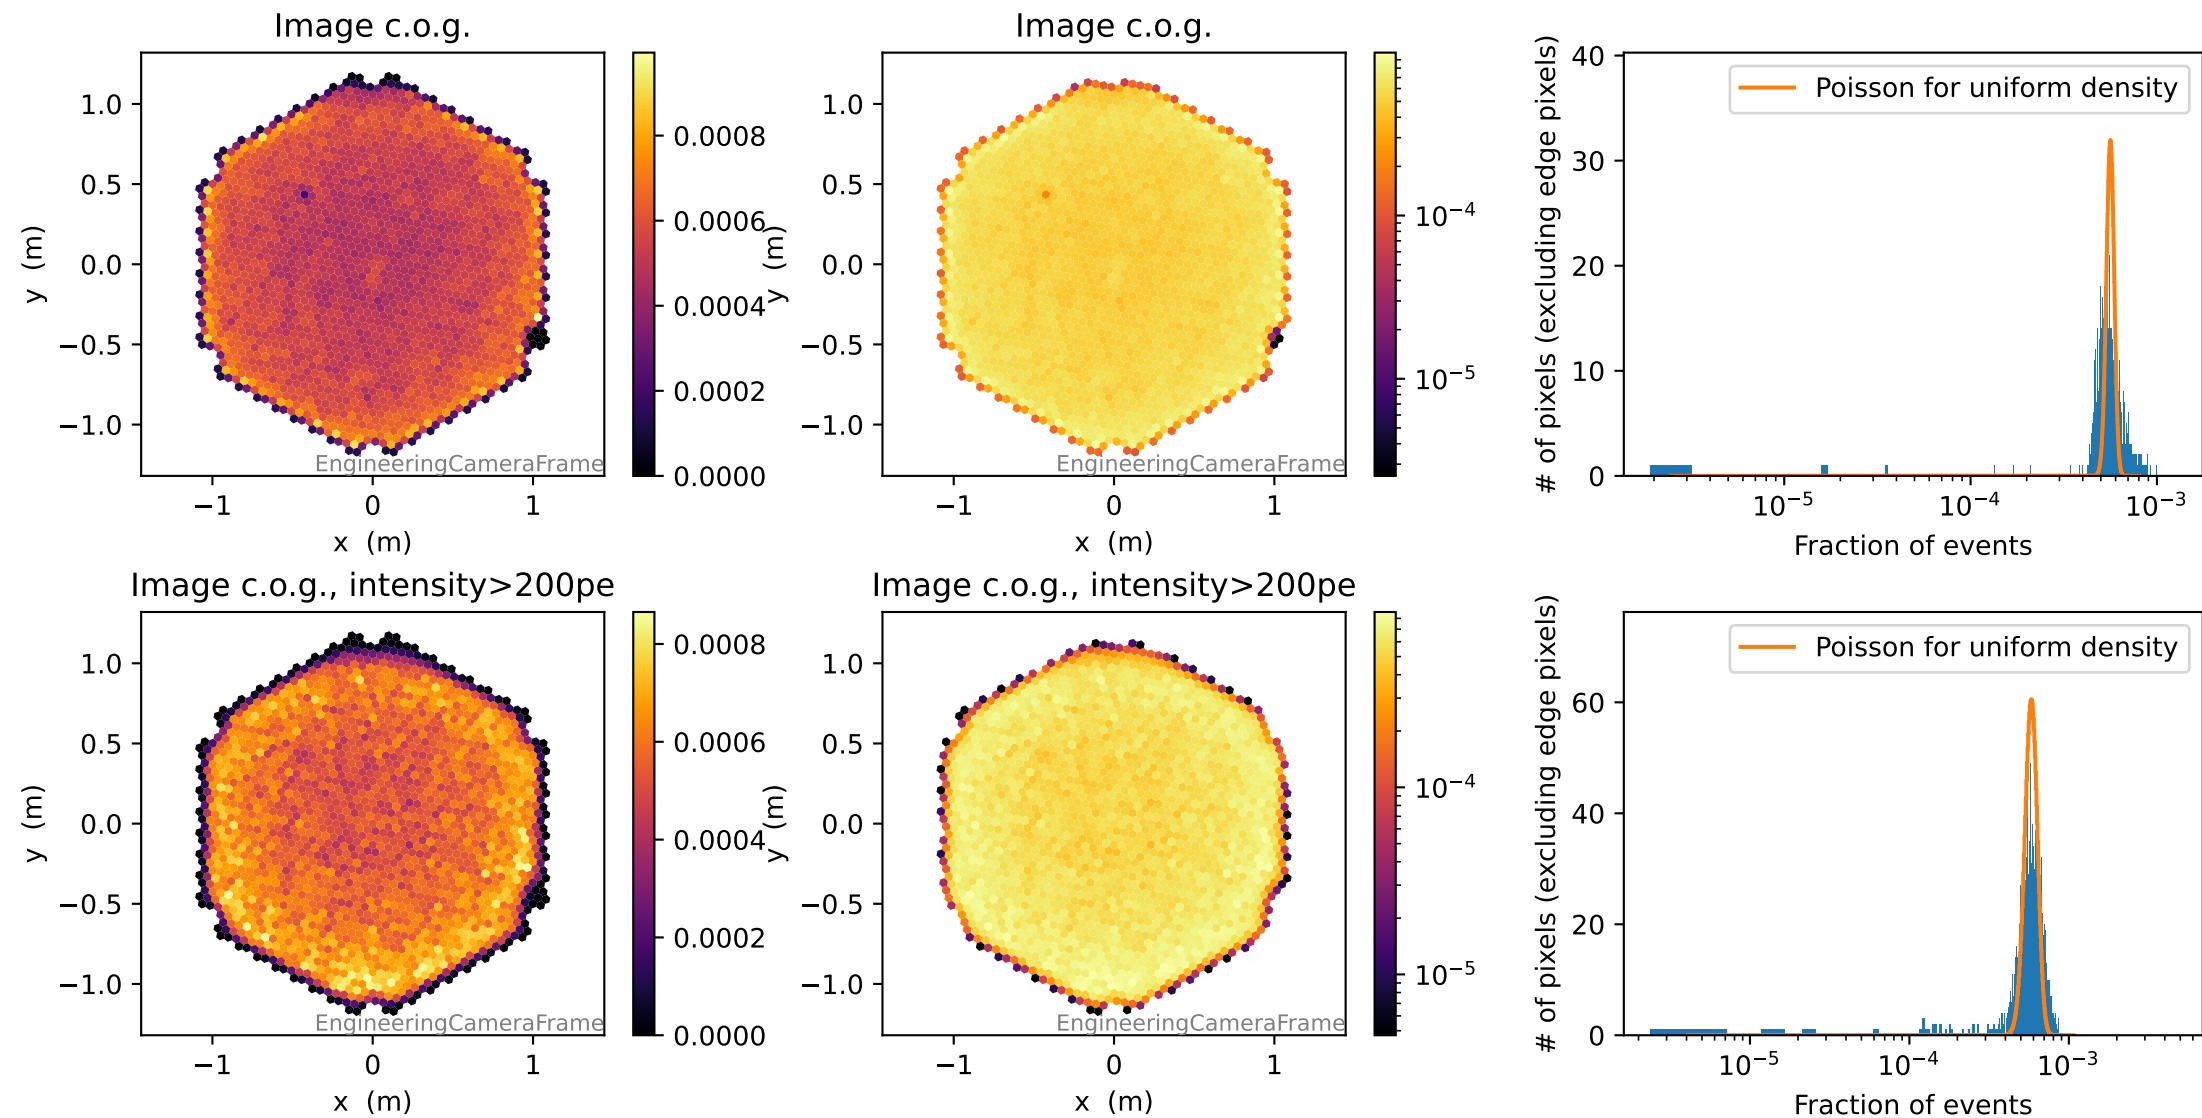 Image c.o.g.
1.0
0.5
0.0
−0.5
−1.0
y (m)
−1
0
1
x (m)
EngineeringCameraFrame
0.0008
0.0006
0.0004
0.0002
0.0000
Image c.o.g.
1.0
0.5
0.0
−0.5
−1.0
y (m)
−1
0
1
x (m)
EngineeringCameraFrame
10⁻⁴
10⁻⁵
# of pixels (excluding edge pixels)
40
30
20
10
0
Poisson for uniform density
10⁻⁵
10⁻⁴
10⁻³
Fraction of events
Image c.o.g., intensity>200pe
1.0
0.5
0.0
−0.5
−1.0
y (m)
−1
0
1
x (m)
EngineeringCameraFrame
0.0008
0.0006
0.0004
0.0002
0.0000
Image c.o.g., intensity>200pe
1.0
0.5
0.0
−0.5
−1.0
y (m)
−1
0
1
x (m)
EngineeringCameraFrame
10⁻⁴
10⁻⁵
# of pixels (excluding edge pixels)
60
40
20
0
Poisson for uniform density
10⁻⁵
10⁻⁴
10⁻³
Fraction of events